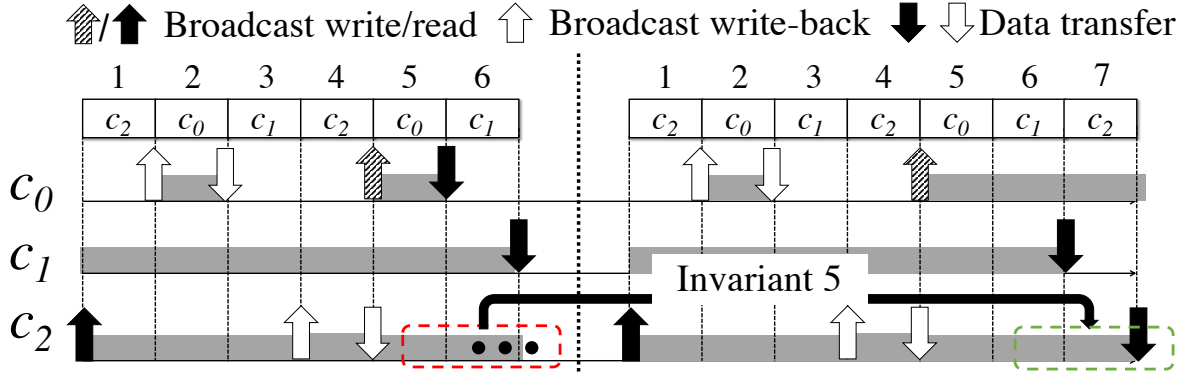 / Broadcast write/read Broadcast write-back Data transfer
1 2 3 4 5 6 1 2 3 4 5 6 7
c₂ c₀ c₁ c₂ c₀ c₁ c₂ c₀ c₁ c₂ c₀ c₁ c₂
c₀
c₁
Invariant 5
c₂